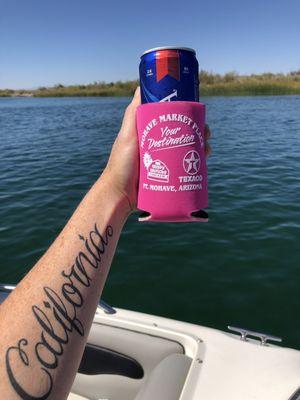 MOHAVE MARKET PLACE
Your
Destination
TEXACO
FT. MOHAVE, ARIZONA
California